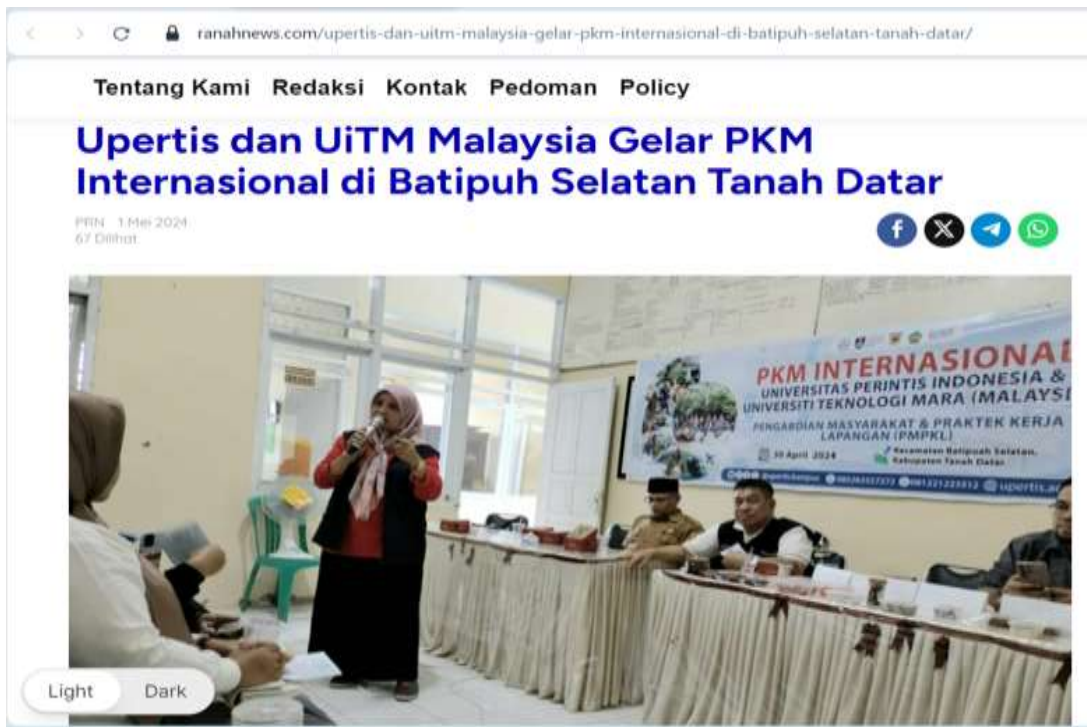 ranahnews.com/upertis-dan-uitm-malaysia-gelar-pkm-internasional-di-batipuh-selatan-tanah-datar/
Tentang Kami Redaksi Kontak Pedoman Policy
Upertis dan UiTM Malaysia Gelar PKM
Internasional di Batipuh Selatan Tanah Datar
PRN 1 Mei 2024
67 Dilihat
PKM INTERNASIONAL
UNIVERSITAS PERINTIS INDONESIA &
UNIVERSITI TEKNOLOGI MARA (MALAYSI
PENGABDIAN MASYARAKAT & PRAKTEK KERJA
LAPANGAN (PMPKL)
30 April 2024
Kecamatan Batipuah Selatan,
Kabupaten Tanah Datar
upertis.ac
Light Dark